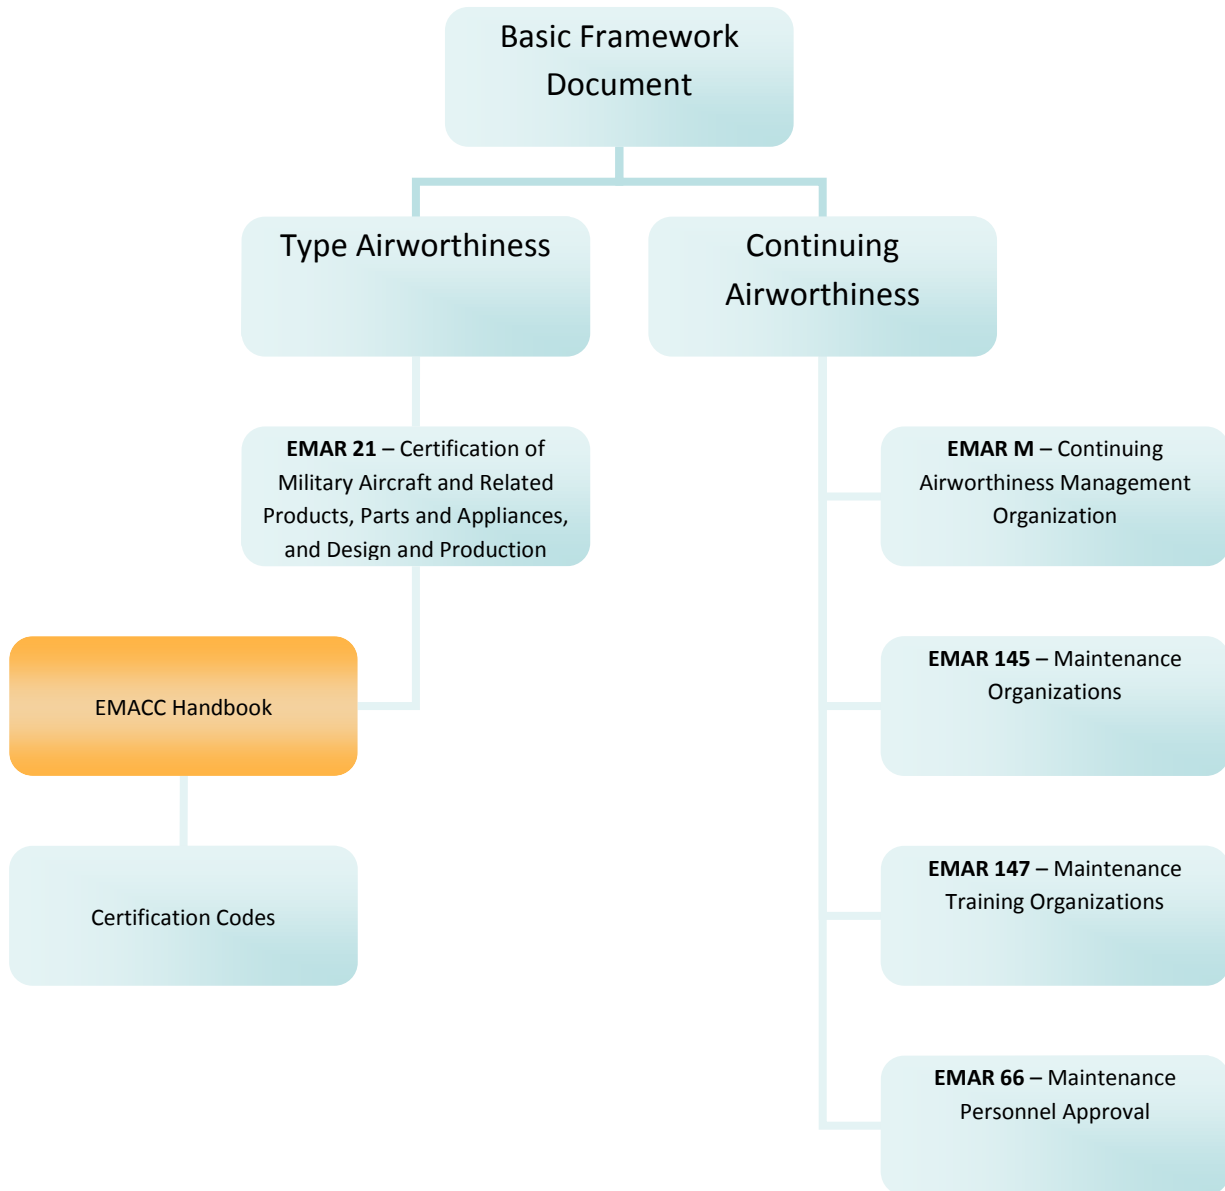 Basic Framework
Document
Type Airworthiness
Continuing
Airworthiness
EMAR 21 – Certification of
Military Aircraft and Related
Products, Parts and Appliances,
and Design and Production
EMAR M – Continuing
Airworthiness Management
Organization
EMACC Handbook
EMAR 145 – Maintenance
Organizations
Certification Codes
EMAR 147 – Maintenance
Training Organizations
EMAR 66 – Maintenance
Personnel Approval